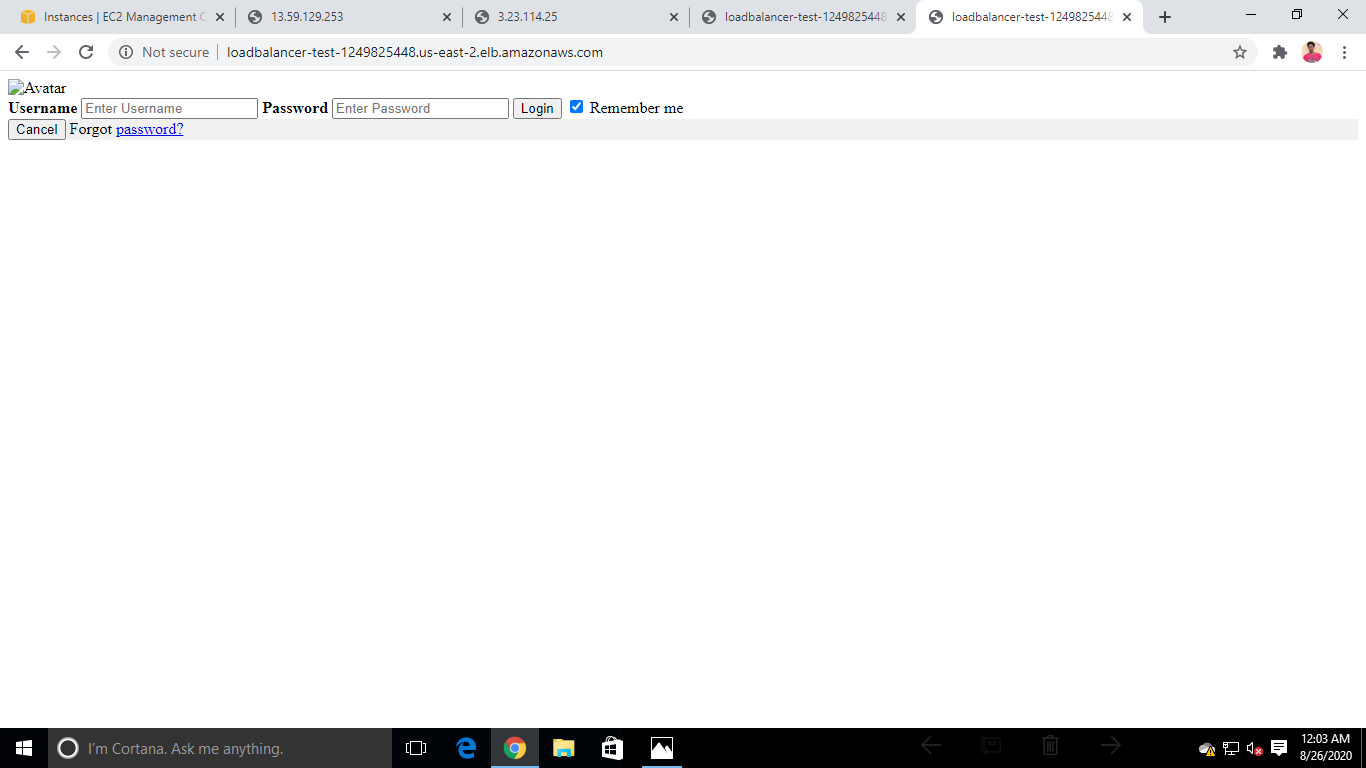 Instances | EC2 Management C
13.59.129.253
3.23.114.25
loadbalancer-test-1249825448
loadbalancer-test-1249825448
Not secure
loadbalancer-test-1249825448.us-east-2.elb.amazonaws.com
Avatar
Username Enter Username Password Enter Password Login Remember me
Cancel Forgot password?
I'm Cortana. Ask me anything.
12:03 AM
8/26/2020